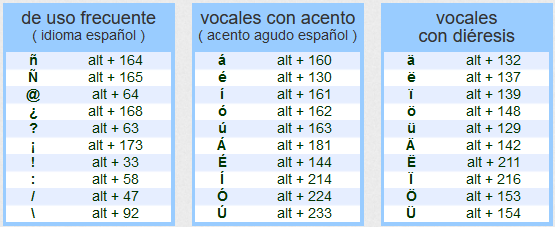 de uso frecuente
( idioma español )
ñ alt + 164
Ñ alt + 165
@ alt + 64
¿ alt + 168
? alt + 63
¡ alt + 173
! alt + 33
: alt + 58
/ alt + 47
\ alt + 92
vocales con acento
( acento agudo español )
á alt + 160
é alt + 130
í alt + 161
ó alt + 162
ú alt + 163
Á alt + 181
É alt + 144
Í alt + 214
Ó alt + 224
Ú alt + 233
vocales
con diéresis
ä alt + 132
ë alt + 137
ï alt + 139
ö alt + 148
ü alt + 129
Ä alt + 142
Ë alt + 211
Ï alt + 216
Ö alt + 153
Ü alt + 154